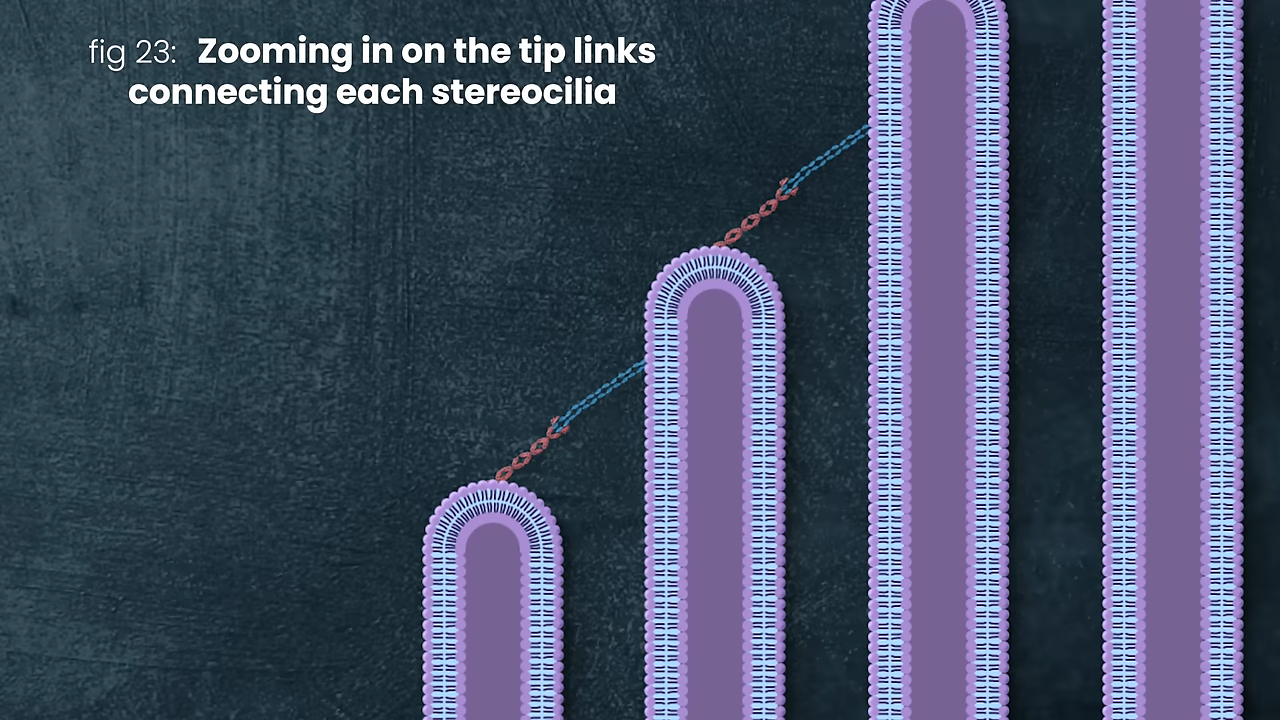 fig 23: Zooming in on the tip links
connecting each stereocilia